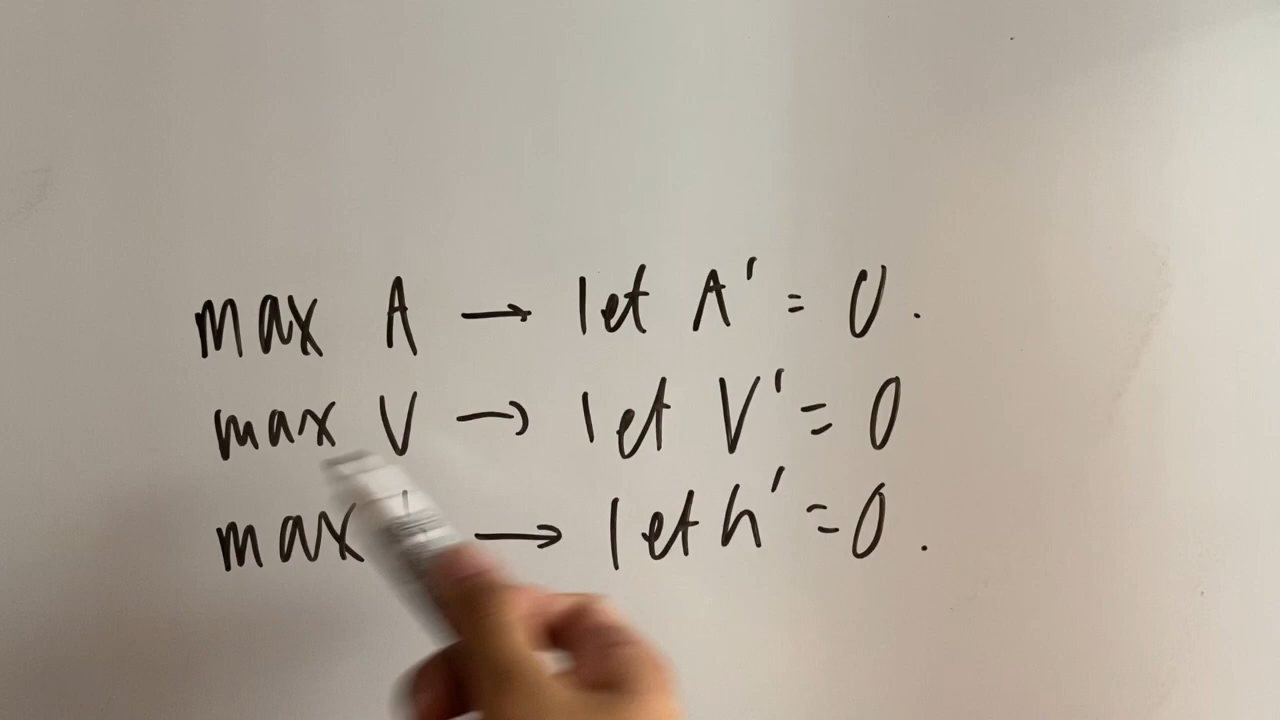 max A → let A' = 0.
max V → let V' = 0
max → let h' = 0.